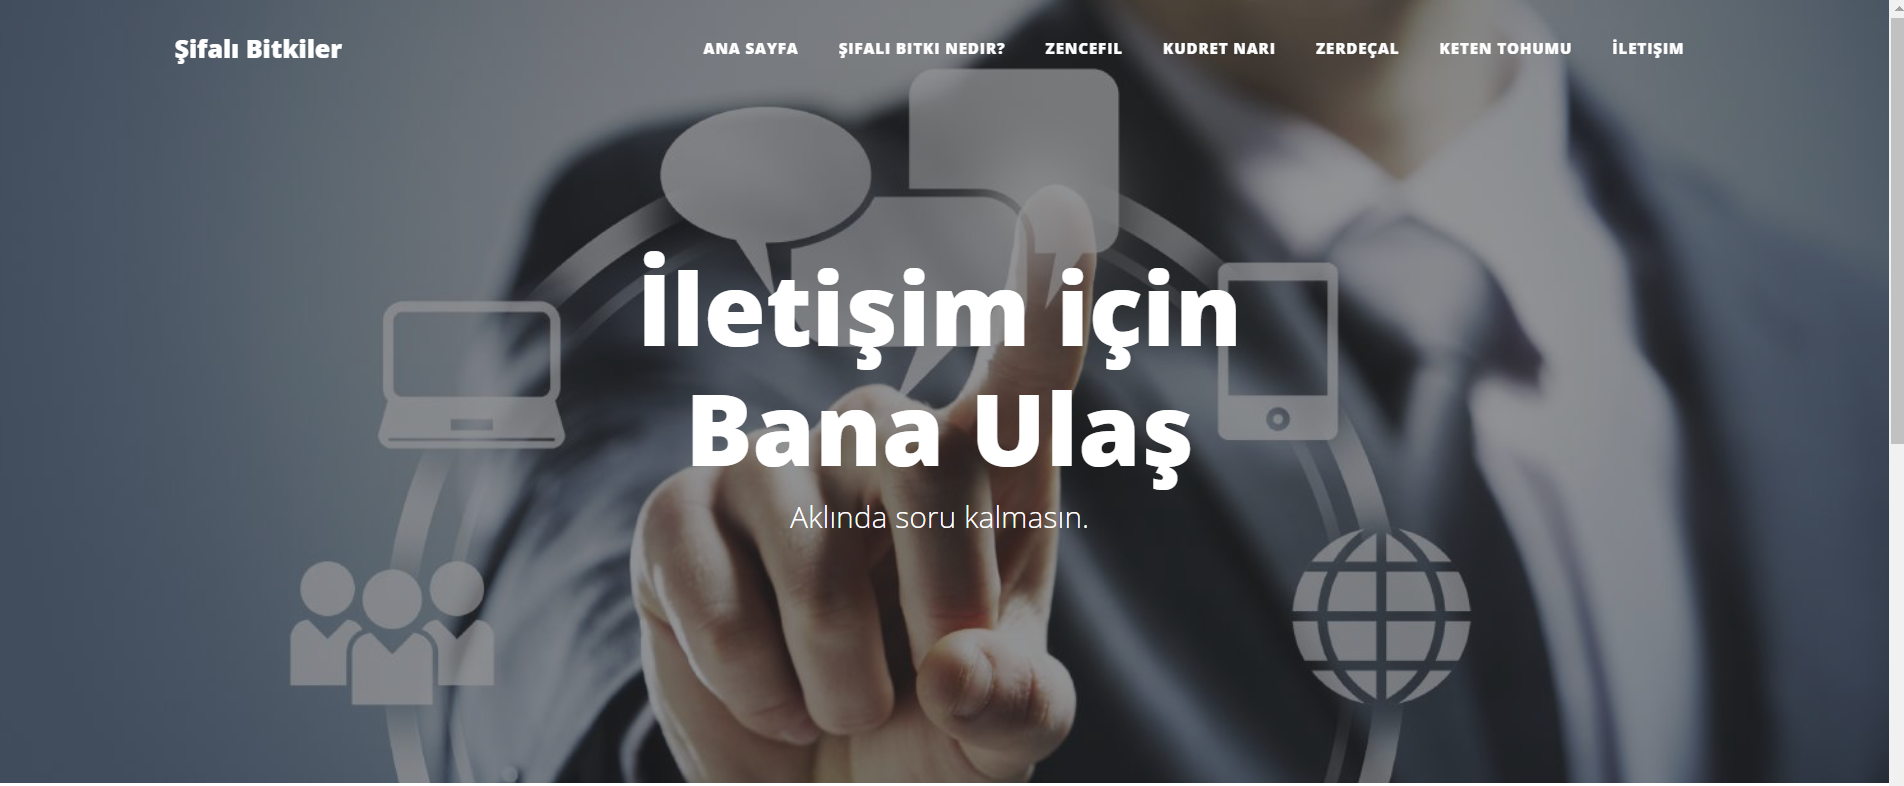 Şifalı Bitkiler
ANA SAYFA ŞIFALI BITKI NEDIR? ZENCEFIL KUDRET NARI ZERDEÇAL KETEN TOHUMU İLETIŞIM
İletişim için
Bana Ulaş
Aklında soru kalmasın.